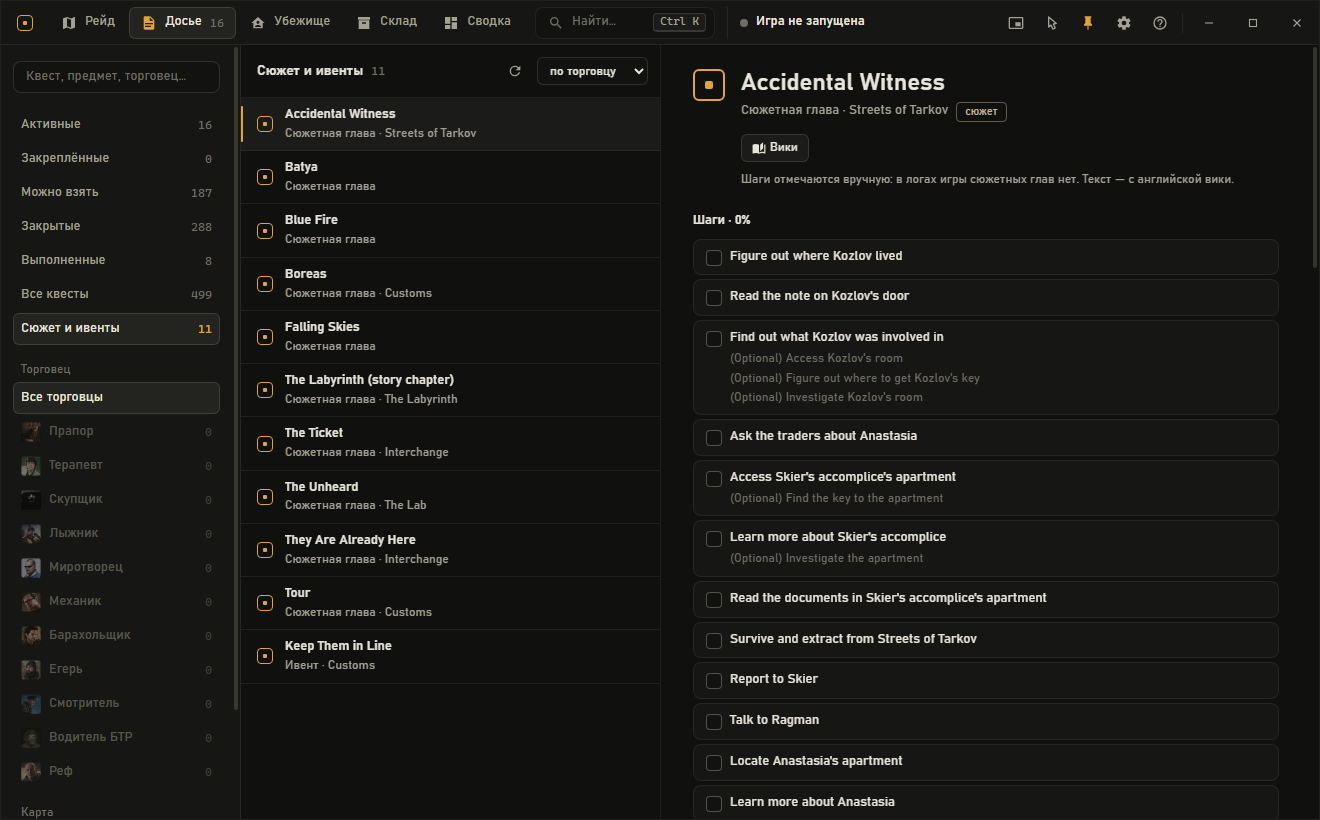 Рейд
Досье 16
Убежище
Склад
Сводка
Найти…
Ctrl K
Игра не запущена
Квест, предмет, торговец…
Активные 16
Закреплённые 0
Можно взять 187
Закрытые 288
Выполненные 8
Все квесты 499
Сюжет и ивенты 11
Торговец
Все торговцы
Прапор 0
Терапевт 0
Скупщик 0
Лыжник 0
Миротворец 0
Механик 0
Барахольщик 0
Егерь 0
Смотритель 0
Водитель БТР 0
Реф 0
Карта
Сюжет и ивенты 11
по торговцу
Accidental Witness
Сюжетная глава · Streets of Tarkov
Batya
Сюжетная глава
Blue Fire
Сюжетная глава
Boreas
Сюжетная глава · Customs
Falling Skies
Сюжетная глава
The Labyrinth (story chapter)
Сюжетная глава · The Labyrinth
The Ticket
Сюжетная глава · Interchange
The Unheard
Сюжетная глава · The Lab
They Are Already Here
Сюжетная глава · Interchange
Tour
Сюжетная глава · Customs
Keep Them in Line
Ивент · Customs
Accidental Witness
Сюжетная глава · Streets of Tarkov
сюжет
Вики
Шаги отмечаются вручную: в логах игры сюжетных глав нет. Текст — с английской вики.
Шаги · 0%
Figure out where Kozlov lived
Read the note on Kozlov's door
Find out what Kozlov was involved in
(Optional) Access Kozlov's room
(Optional) Figure out where to get Kozlov's key
(Optional) Investigate Kozlov's room
Ask the traders about Anastasia
Access Skier's accomplice's apartment
(Optional) Find the key to the apartment
Learn more about Skier's accomplice
(Optional) Investigate the apartment
Read the documents in Skier's accomplice's apartment
Survive and extract from Streets of Tarkov
Report to Skier
Talk to Ragman
Locate Anastasia's apartment
Learn more about Anastasia